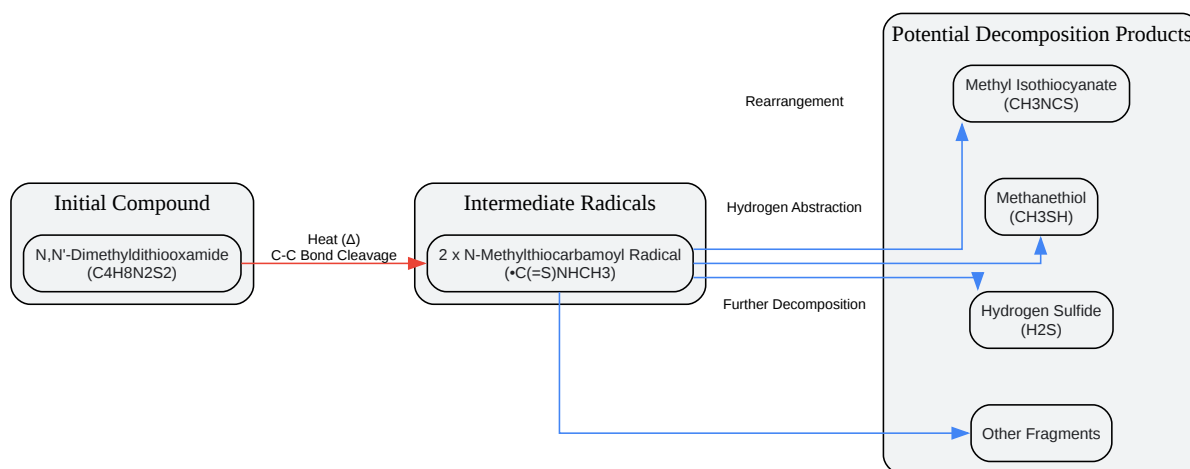 Initial Compound
N,N'-Dimethyldithiooxamide
(C4H8N2S2)
Heat (Δ)
C-C Bond Cleavage
Intermediate Radicals
2 x N-Methylthiocarbamoyl Radical
(•C(=S)NHCH3)
Rearrangement
Hydrogen Abstraction
Further Decomposition
Potential Decomposition Products
Methyl Isothiocyanate
(CH3NCS)
Methanethiol
(CH3SH)
Hydrogen Sulfide
(H2S)
Other Fragments